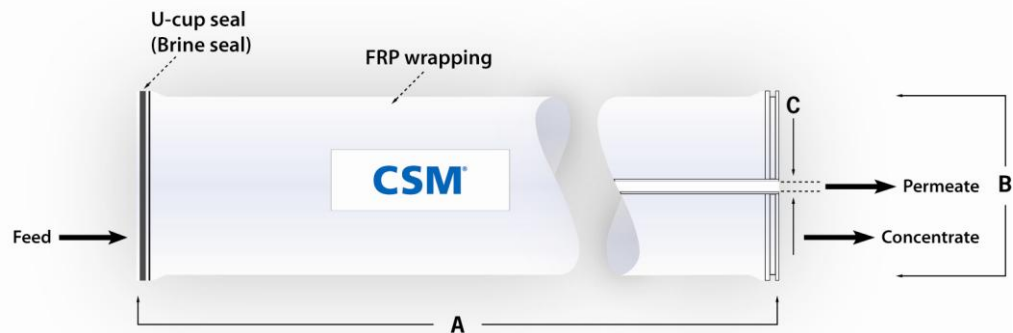 U-cup seal
(Brine seal)
FRP wrapping
C
CSM®
Permeate
B
Feed
Concentrate
A